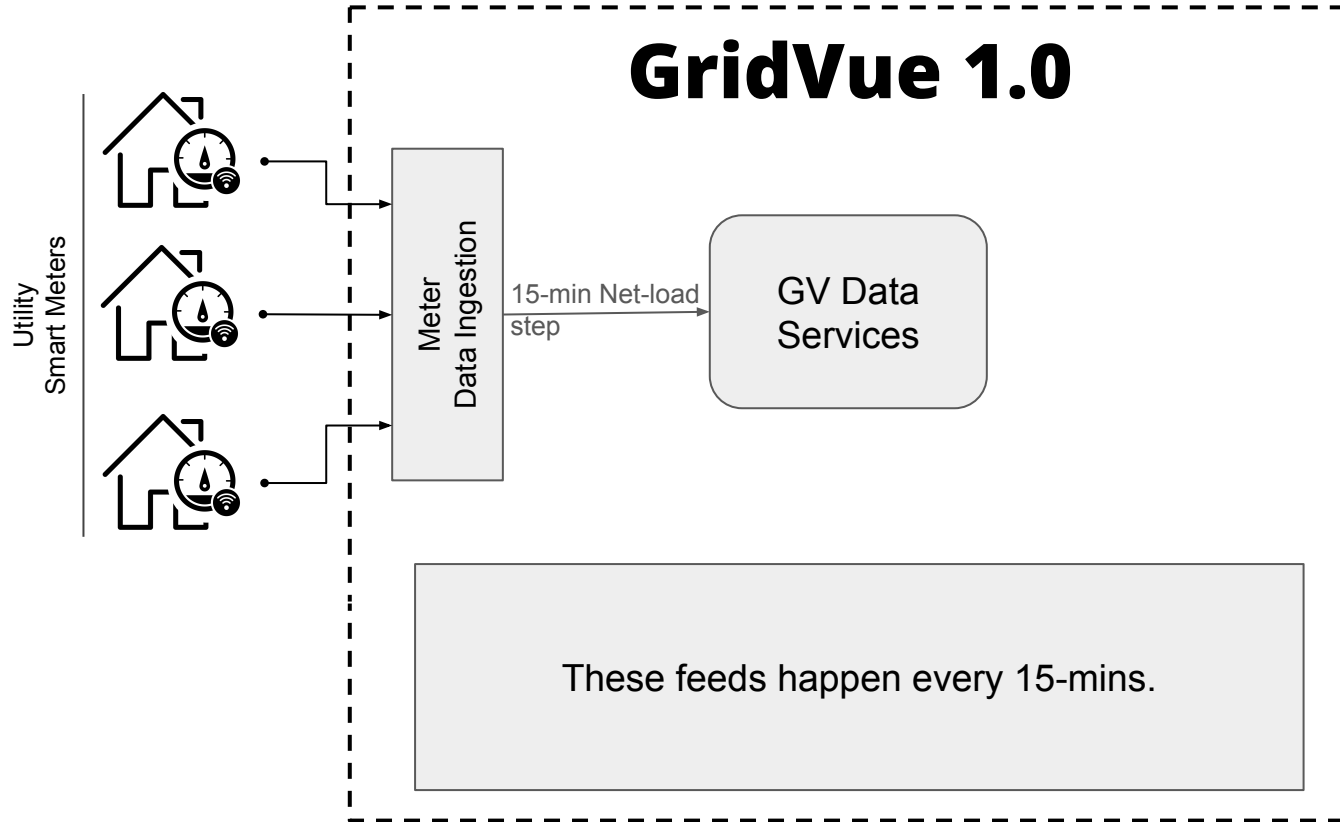 GridVue 1.0
Utility
Smart Meters
Meter
Data Ingestion
15-min Net-load
step
GV Data
Services
These feeds happen every 15-mins.